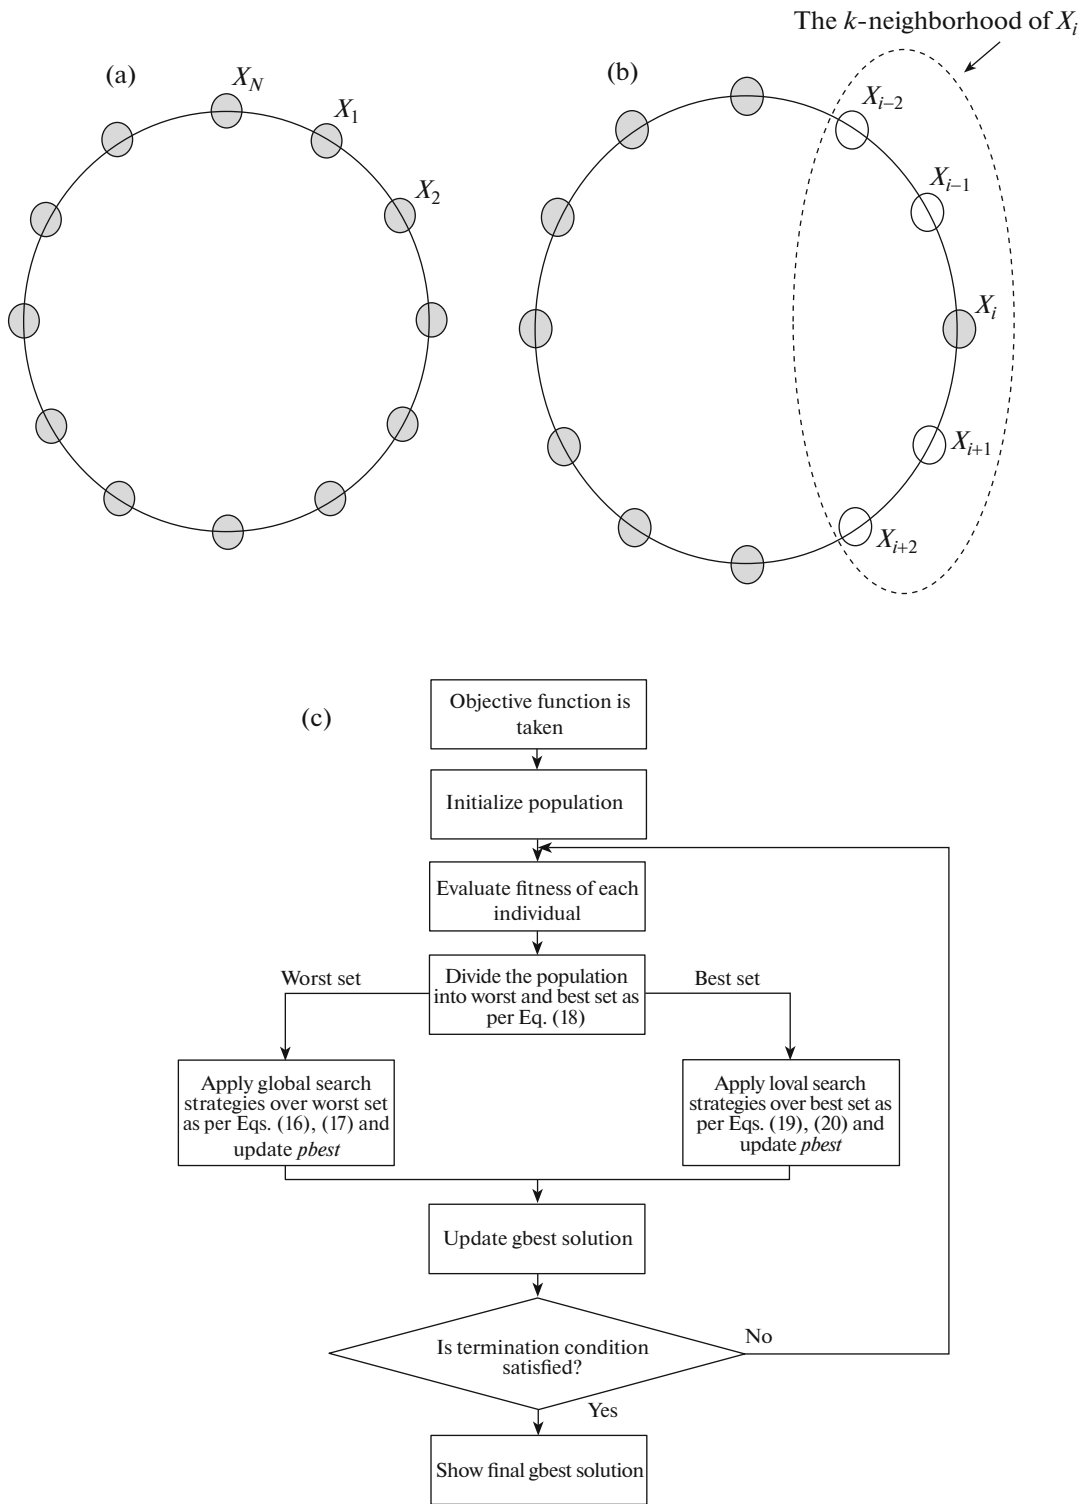 The k-neighborhood of Xᵢ
(a)
X_N
X₁
X₂
(b)
X_{i−2}
X_{i−1}
X_i
X_{i+1}
X_{i+2}
(c)
Objective function is
taken
Initialize population
Evaluate fitness of each
individual
Worst set
Divide the population
into worst and best set as
per Eq. (18)
Best set
Apply global search
strategies over worst set
as per Eqs. (16), (17) and
update pbest
Apply loval search
strategies over best set as
per Eqs. (19), (20) and
update pbest
Update gbest solution
Is termination condition
satisfied?
No
Yes
Show final gbest solution